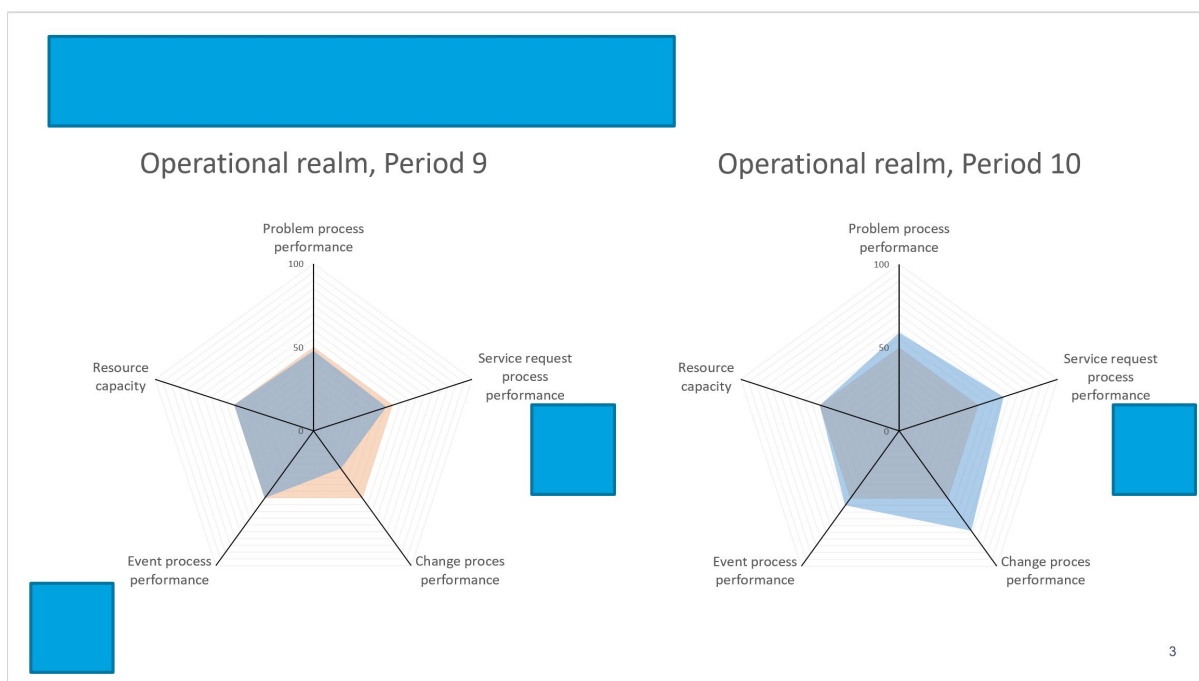 Operational realm, Period 9
Problem process
performance
100
50
0
Service request
process
performance
Change proces
performance
Event process
performance
Resource
capacity
Operational realm, Period 10
Problem process
performance
100
50
0
Service request
process
performance
Change proces
performance
Event process
performance
Resource
capacity
3